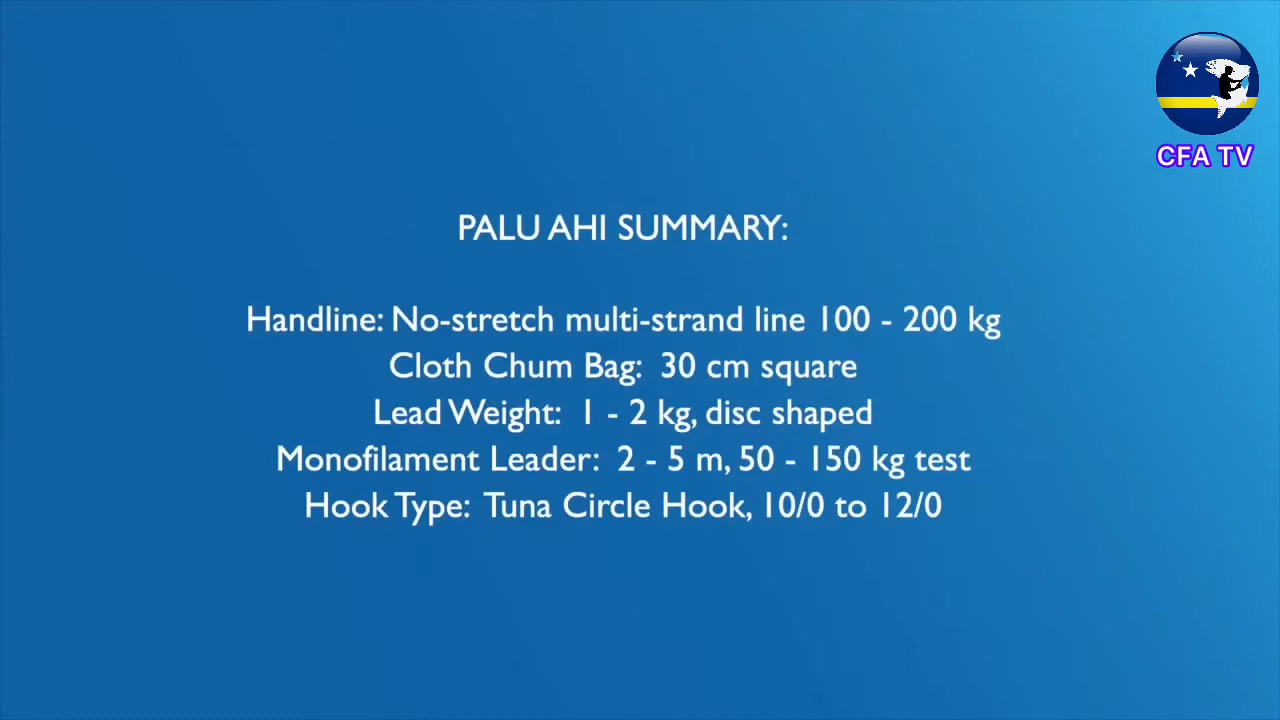 CFA TV
PALU AHI SUMMARY:
Handline: No-stretch multi-strand line 100 - 200 kg
Cloth Chum Bag: 30 cm square
Lead Weight: 1 - 2 kg, disc shaped
Monofilament Leader: 2 - 5 m, 50 - 150 kg test
Hook Type: Tuna Circle Hook, 10/0 to 12/0